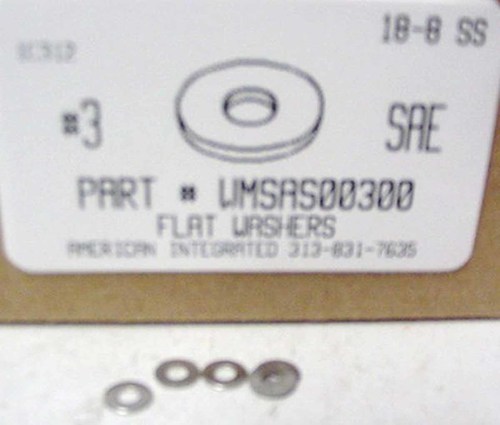 18-8 SS
#3
SAE
PART # WMSAS00300
FLAT WASHERS
AMERICAN INTEGRATED 313-831-7635